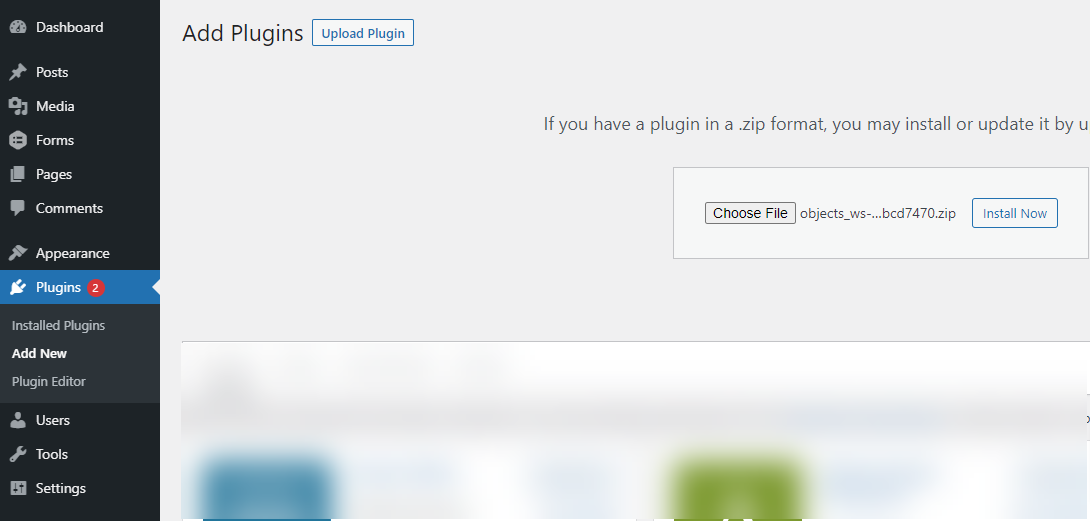 Dashboard
Posts
Media
Forms
Pages
Comments
Appearance
Plugins 2
Installed Plugins
Add New
Plugin Editor
Users
Tools
Settings
Add Plugins Upload Plugin
If you have a plugin in a .zip format, you may install or update it by u
Choose File objects_ws-...bcd7470.zip Install Now